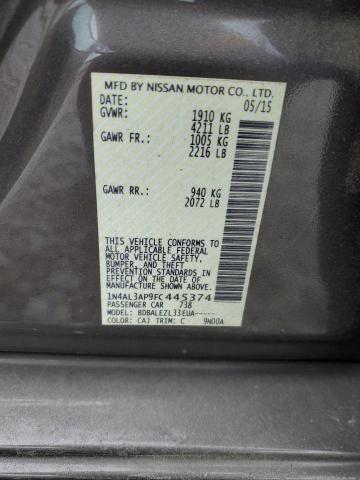 MFD BY NISSAN MOTOR CO., LTD.
DATE: 05/15
GVWR: 1910 KG
4211 LB
GAWR FR.: 1005 KG
2216 LB
GAWR RR.: 940 KG
2072 LB
THIS VEHICLE CONFORMS TO ALL
APPLICABLE U.S. FEDERAL
MOTOR VEHICLE SAFETY,
BUMPER, AND THEFT
PREVENTION STANDARDS
IN EFFECT ON THE DATE OF
MANUFACTURE SHOWN ABOVE.
1N4AL3AP9FC445374
PASSENGER CAR 738
MODEL: BDBALEZL33EUA-----
COLOR: CAJ TRIM: C 9N00A